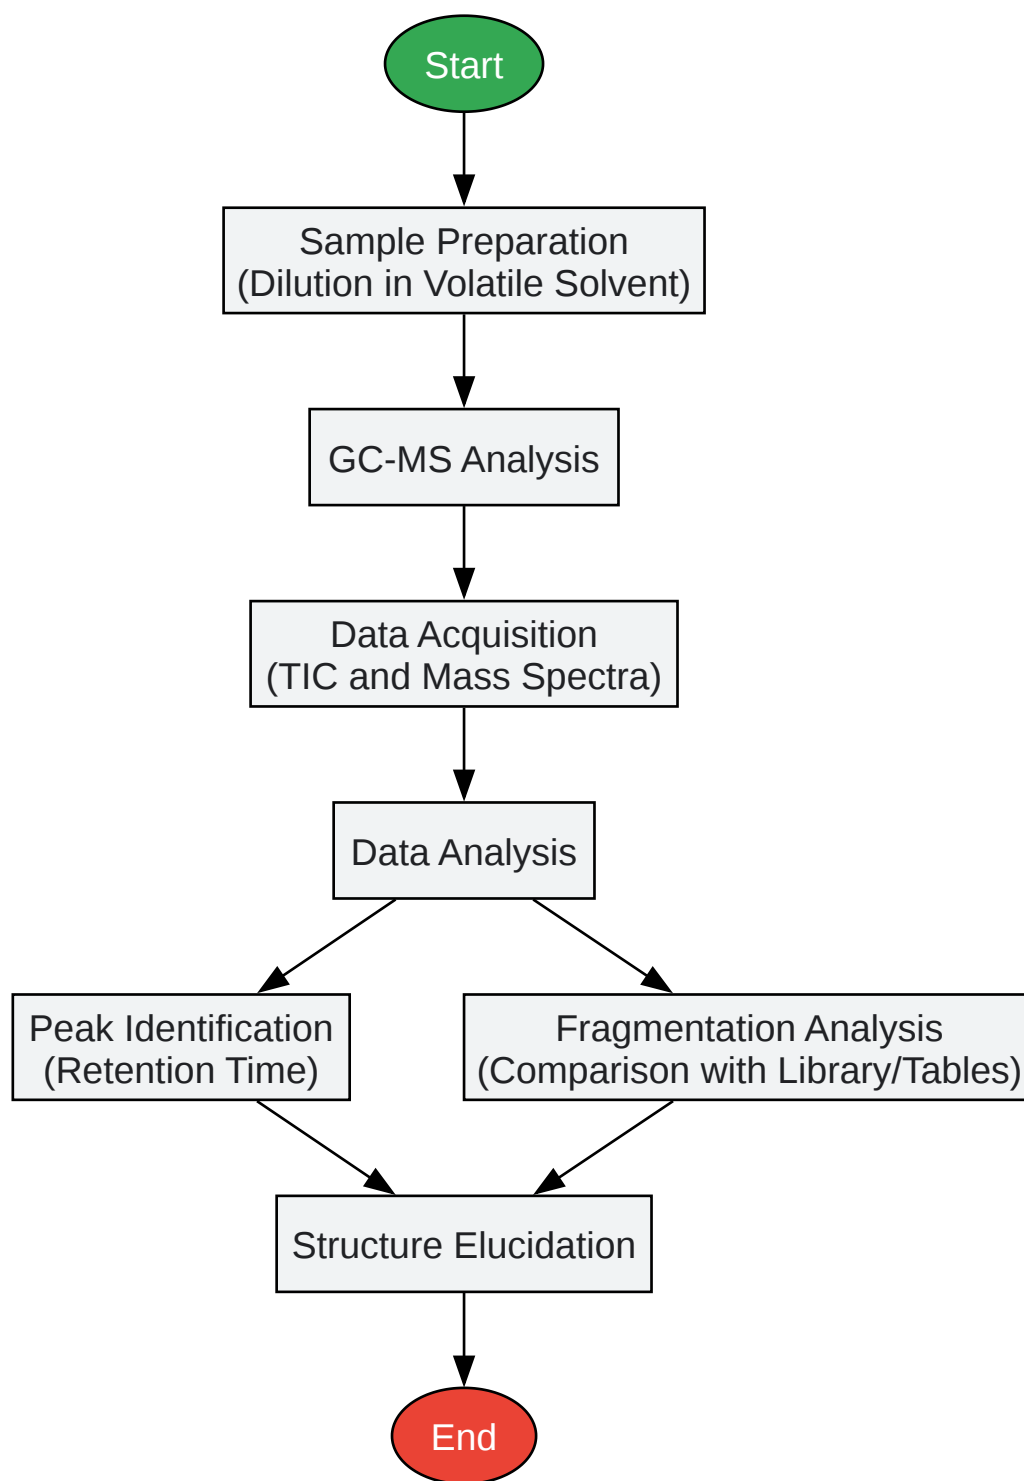 Start
Sample Preparation
(Dilution in Volatile Solvent)
GC-MS Analysis
Data Acquisition
(TIC and Mass Spectra)
Data Analysis
Peak Identification
(Retention Time)
Fragmentation Analysis
(Comparison with Library/Tables)
Structure Elucidation
End